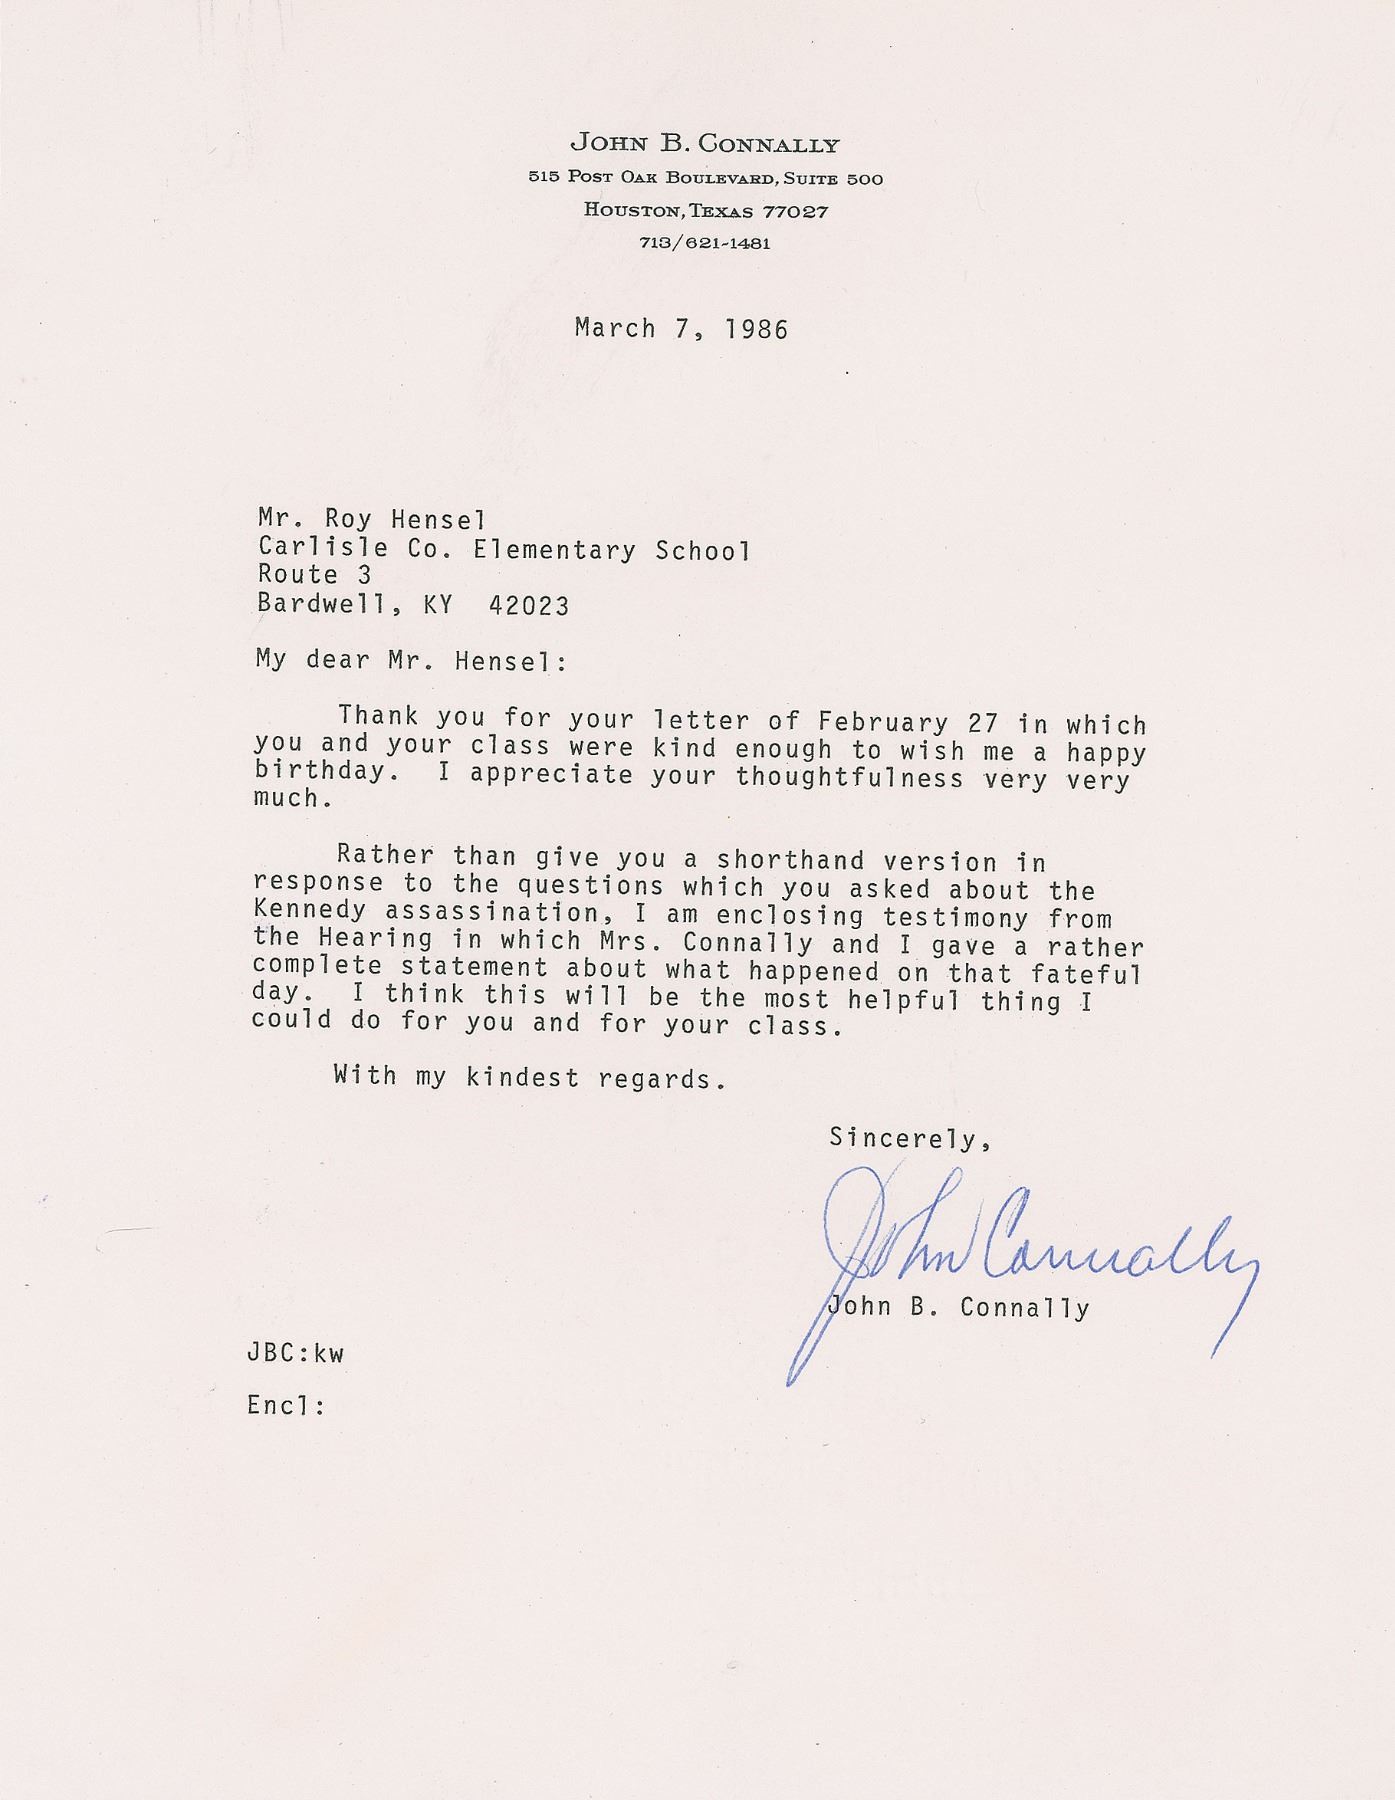 John B. Connally
515 Post Oak Boulevard, Suite 500
Houston, Texas 77027
713/621-1481
March 7, 1986
Mr. Roy Hensel
Carlisle Co. Elementary School
Route 3
Bardwell, KY  42023
My dear Mr. Hensel:
Thank you for your letter of February 27 in which
you and your class were kind enough to wish me a happy
birthday.  I appreciate your thoughtfulness very very
much.
Rather than give you a shorthand version in
response to the questions which you asked about the
Kennedy assassination, I am enclosing testimony from
the Hearing in which Mrs. Connally and I gave a rather
complete statement about what happened on that fateful
day.  I think this will be the most helpful thing I
could do for you and for your class.
With my kindest regards.
Sincerely,
John Connally
John B. Connally
JBC:kw
Encl: